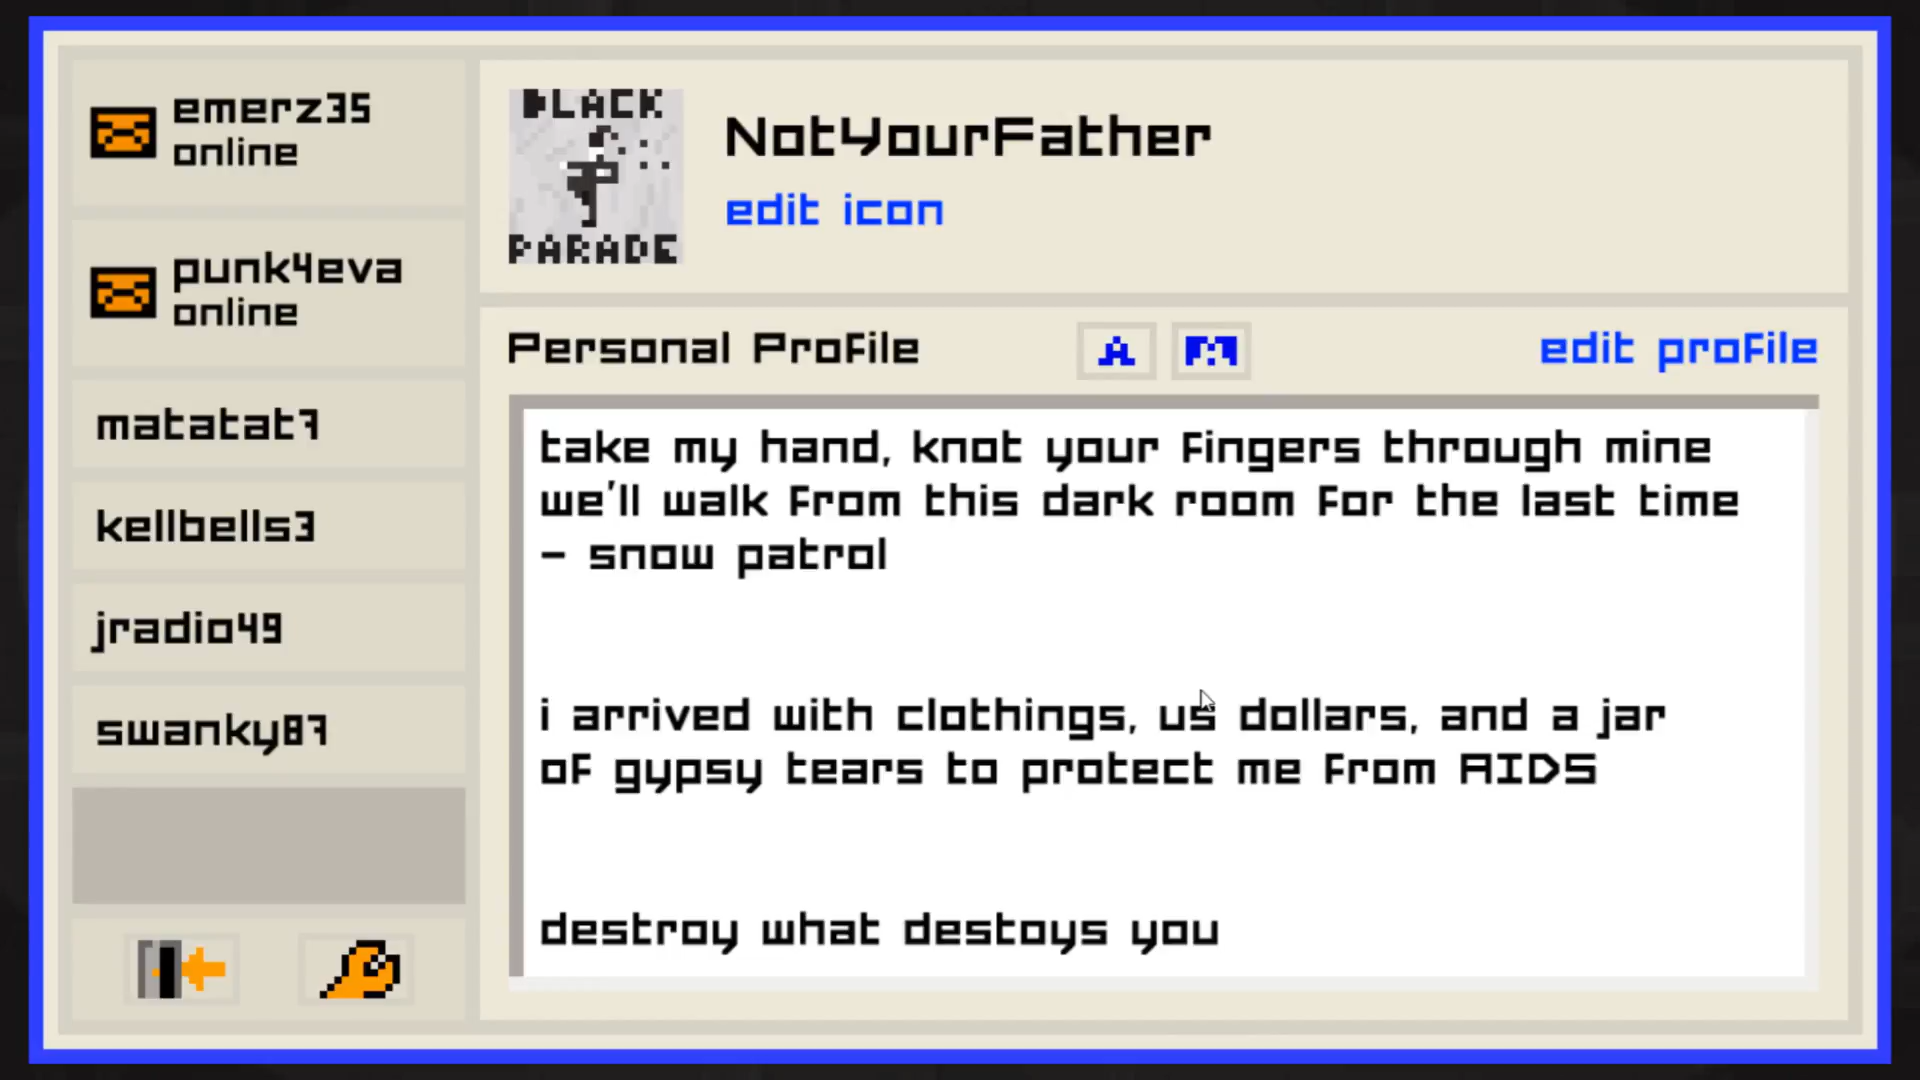 emerz35
online
punk4eva
online
matatat7
kellbells3
jradio49
swanky87
BLACK
PARADE
NotYourFather
edit icon
Personal Profile
A
edit profile
take my hand, knot your fingers through mine
we'll walk from this dark room for the last time
- snow patrol
i arrived with clothings, us dollars, and a jar
of gypsy tears to protect me from AIDS
destroy what destoys you